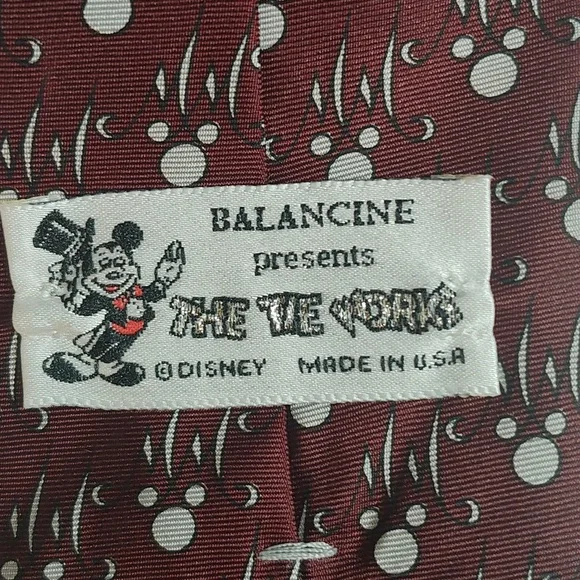 BALANCINE
presents
THE TIE WORKS
© DISNEY MADE IN U.S.A